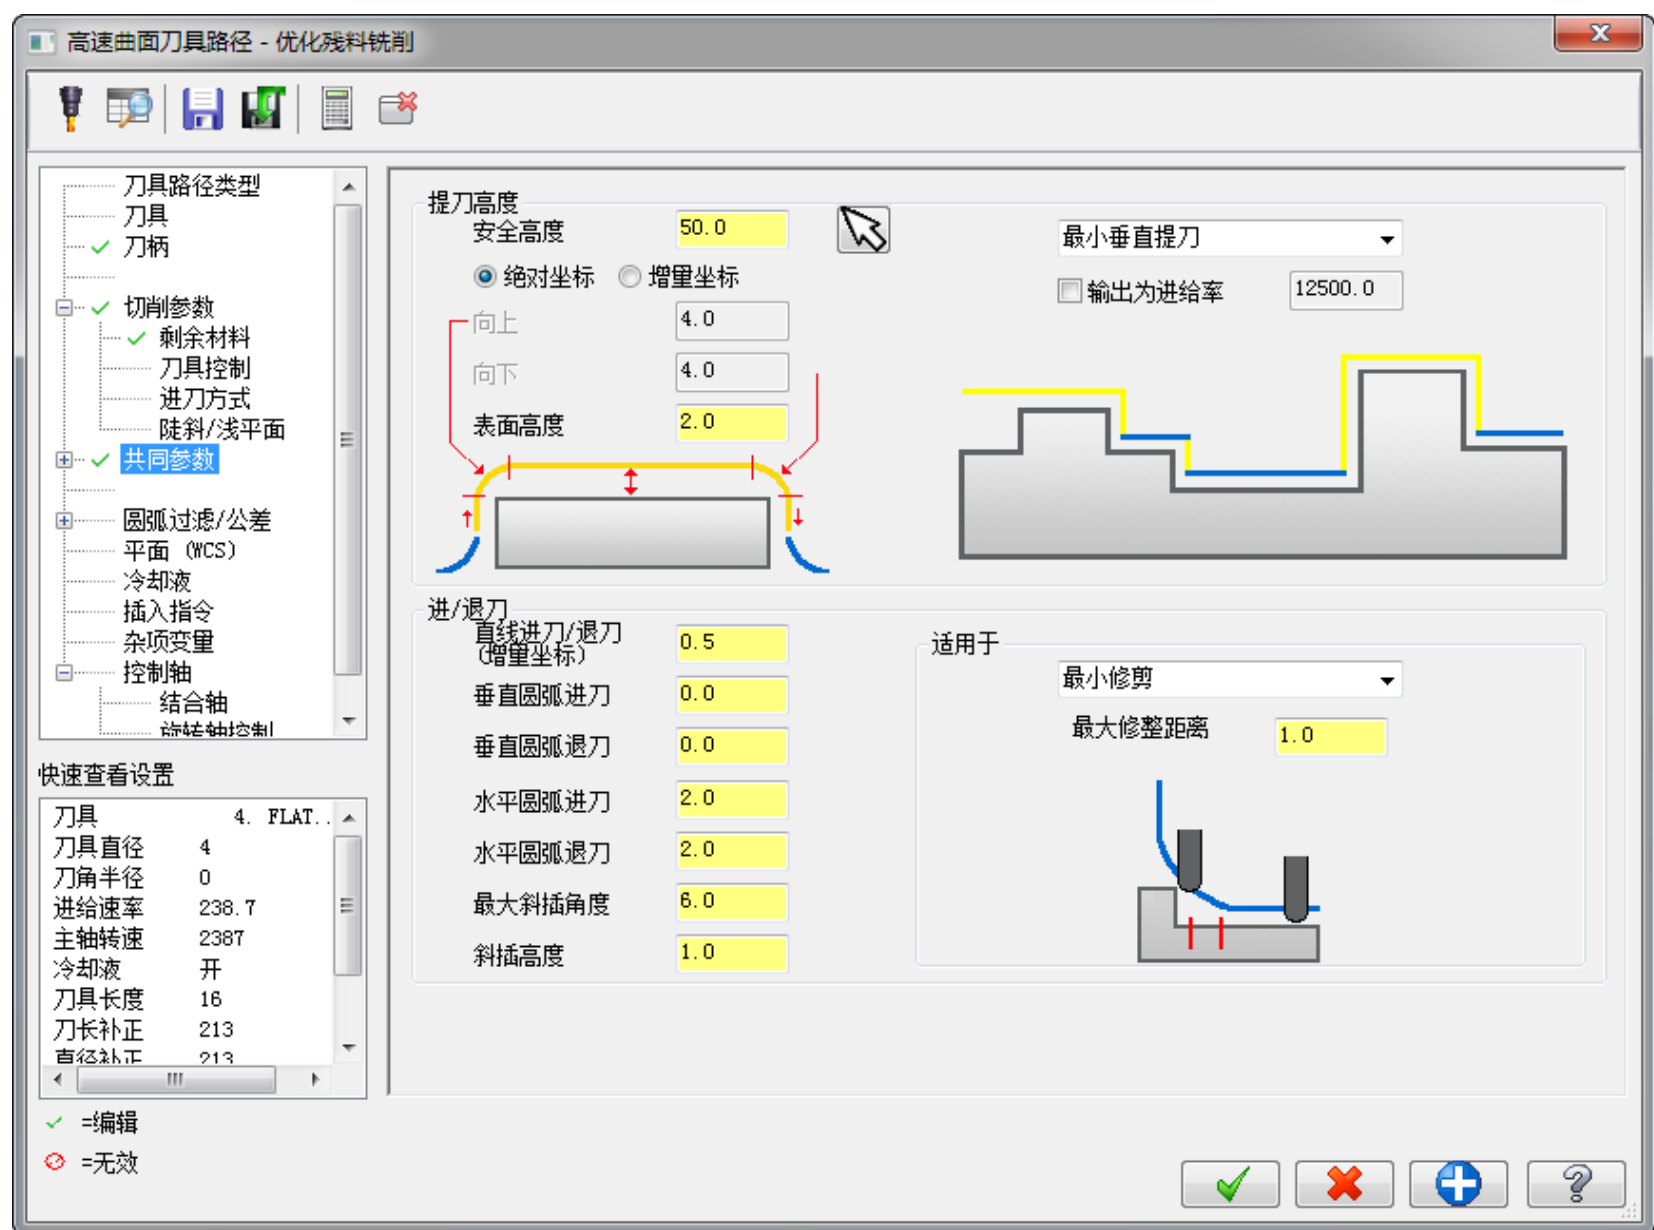 高速曲面刀具路径 - 优化残料铣削
刀具路径类型
刀具
刀柄
切削参数
剩余材料
刀具控制
进刀方式
陡斜/浅平面
共同参数
圆弧过滤/公差
平面 (WCS)
冷却液
插入指令
杂项变量
控制轴
结合轴
旋转轴控制
快速查看设置
刀具 4. FLAT..
刀具直径 4
刀角半径 0
进给速率 238.7
主轴转速 2387
冷却液 开
刀具长度 16
刀长补正 213
直径补正 213
=编辑
=无效
提刀高度
安全高度 50.0
绝对坐标 增量坐标
向上 4.0
向下 4.0
表面高度 2.0
最小垂直提刀
输出为进给率 12500.0
进/退刀
直线进刀/退刀
(增量坐标) 0.5
垂直圆弧进刀 0.0
垂直圆弧退刀 0.0
水平圆弧进刀 2.0
水平圆弧退刀 2.0
最大斜插角度 6.0
斜插高度 1.0
适用于
最小修剪
最大修整距离 1.0